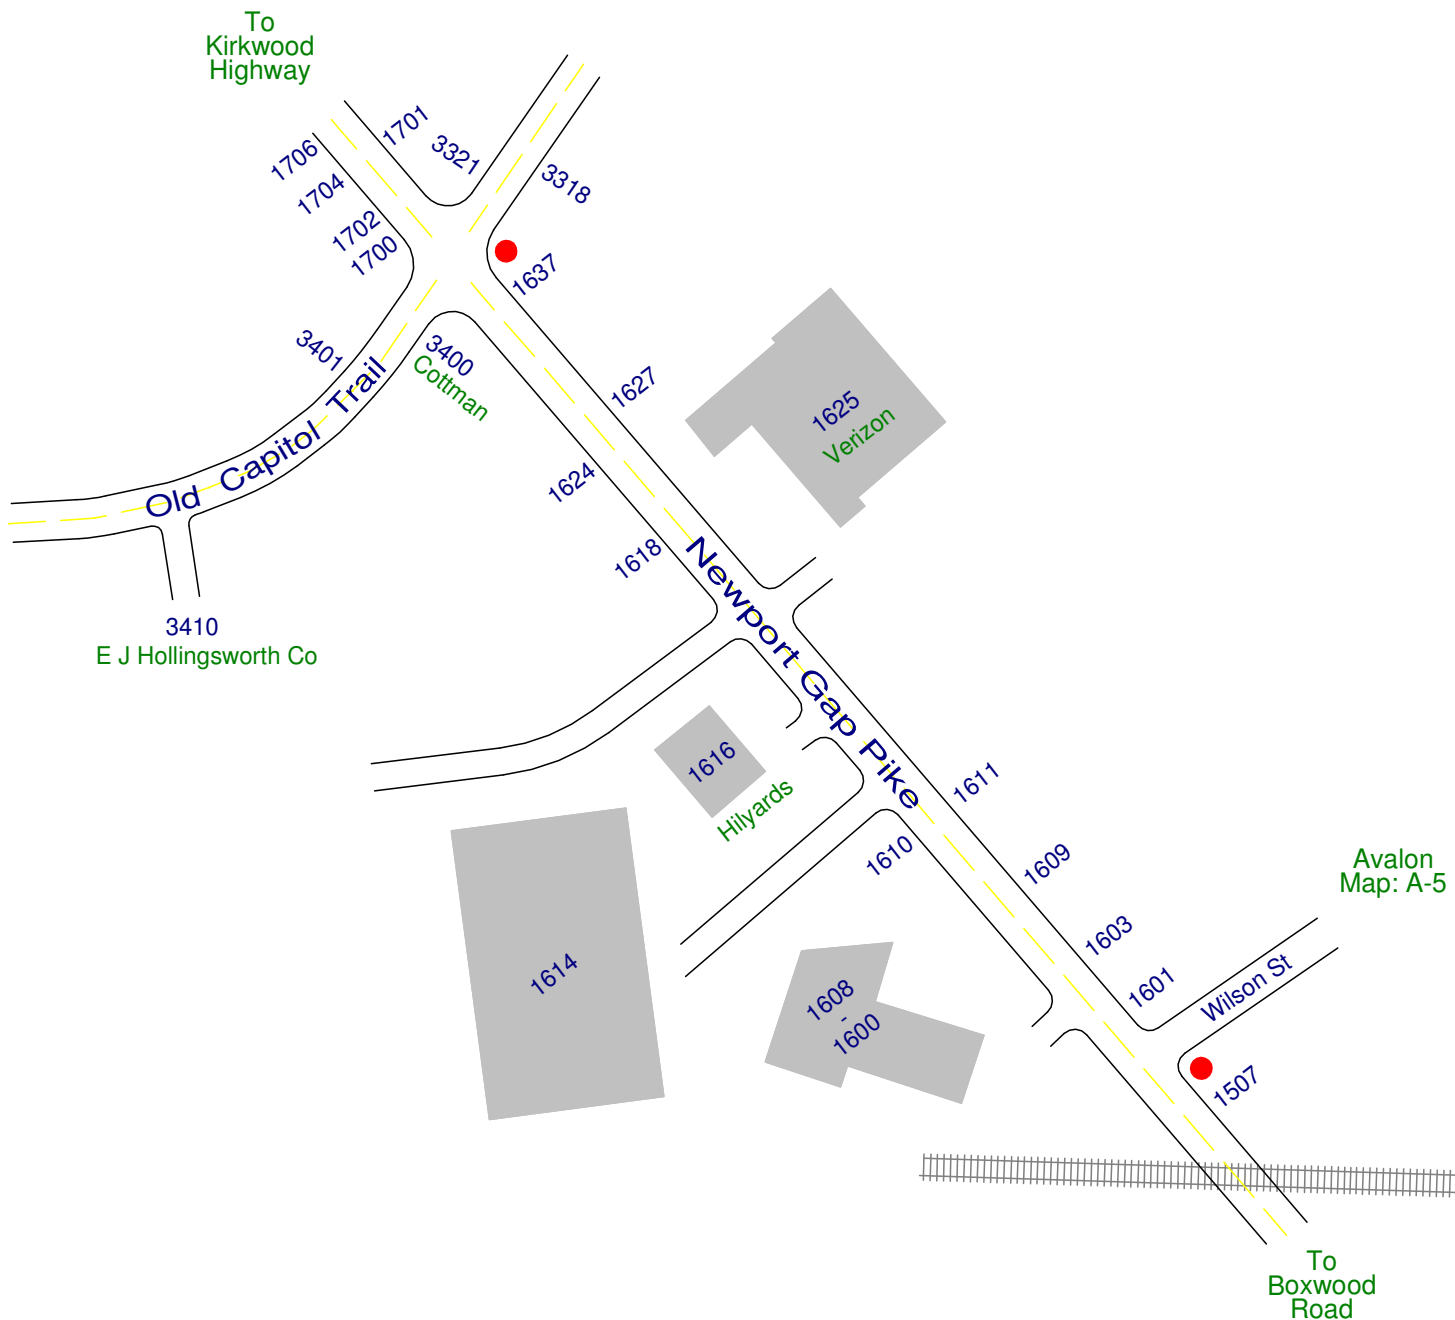 To
Kirkwood
Highway
1701
3321
1706
1704
1702
1700
3318
1637
3401
3400
Cottman
Old Capitol Trail
1627
1625
Verizon
1624
1618
Newport Gap Pike
3410
E J Hollingsworth Co
1616
Hilyards
1611
1610
1609
Avalon
Map: A-5
1603
1614
1601
Wilson St
1608
-
1600
1507
To
Boxwood
Road